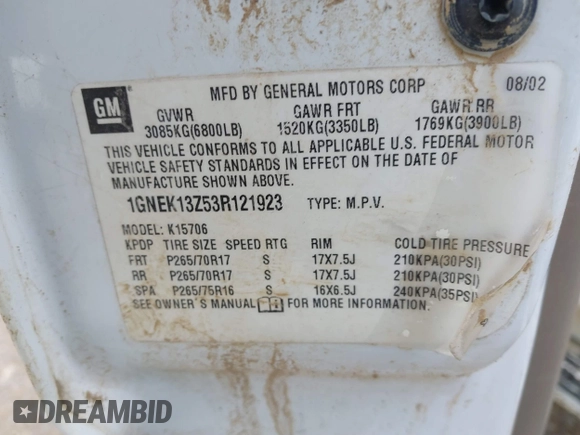 MFD BY GENERAL MOTORS CORP 08/02
GM
GVWR GAWR FRT GAWR RR
3085KG(6800LB) 1520KG(3350LB) 1769KG(3900LB)
THIS VEHICLE CONFORMS TO ALL APPLICABLE U.S. FEDERAL MOTOR
VEHICLE SAFETY STANDARDS IN EFFECT ON THE DATE OF
MANUFACTURE SHOWN ABOVE.
1GNEK13Z53R121923 TYPE: M.P.V.
MODEL: K15706
KPDP TIRE SIZE SPEED RTG RIM COLD TIRE PRESSURE
FRT P265/70R17 S 17X7.5J 210KPA(30PSI)
RR P265/70R17 S 17X7.5J 210KPA(30PSI)
SPA P265/75R16 S 16X6.5J 240KPA(35PSI)
SEE OWNER'S MANUAL FOR MORE INFORMATION.
DREAMBID